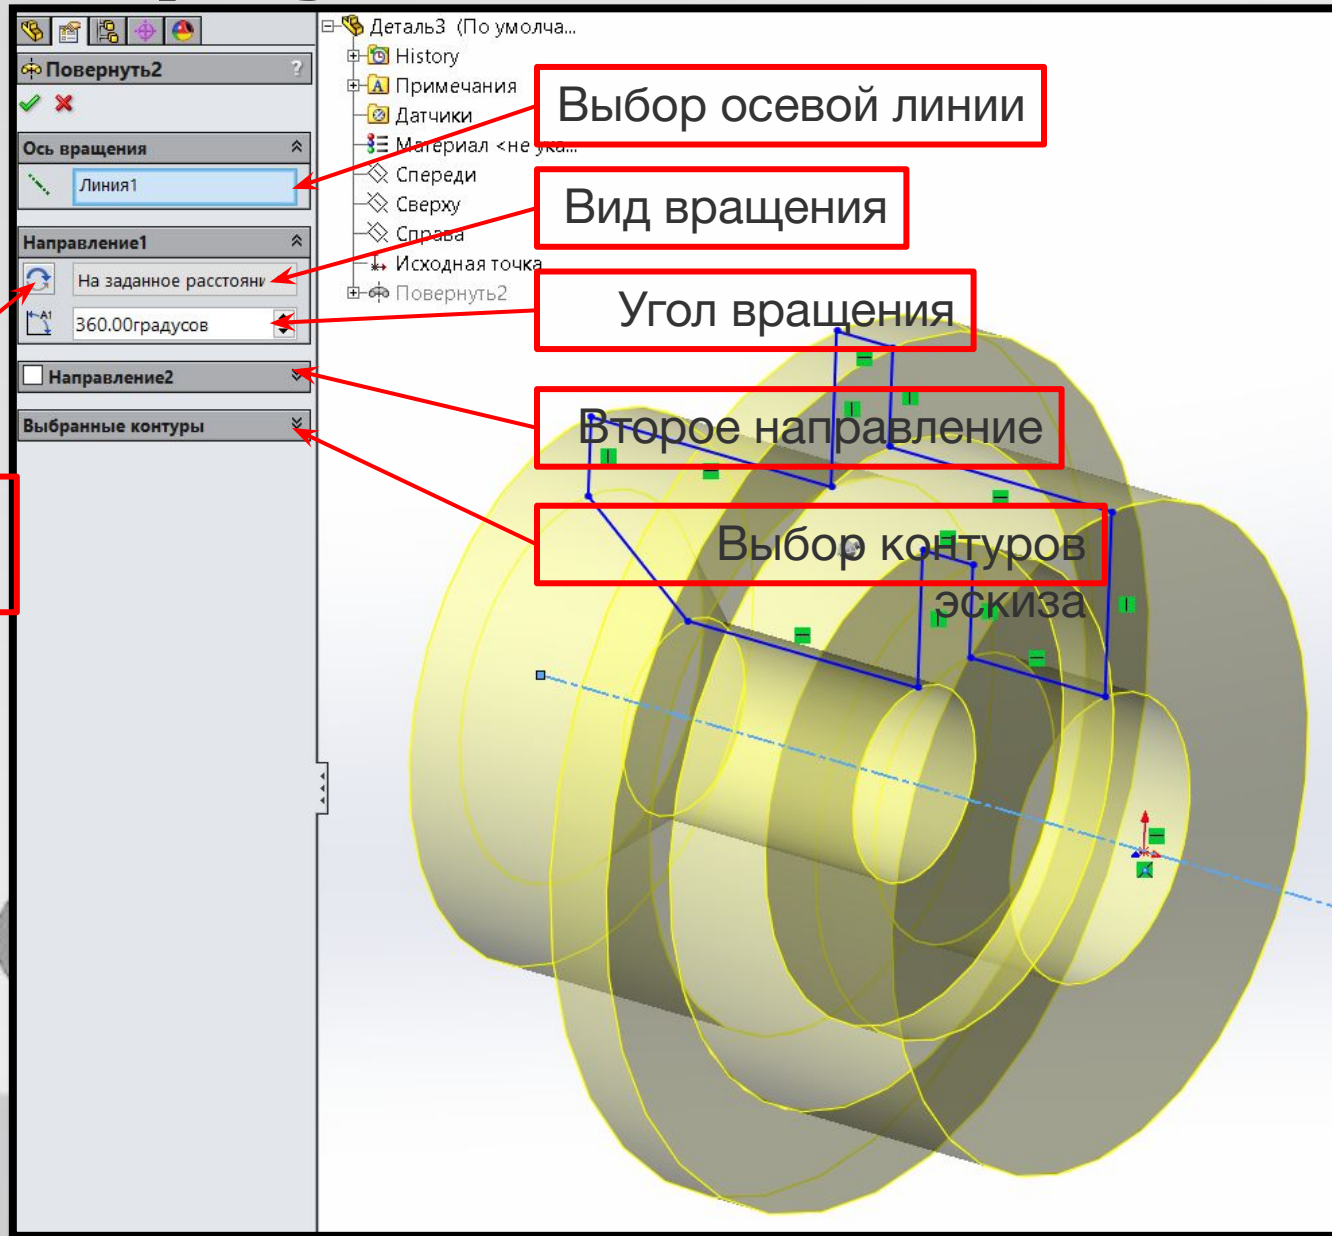 Повернуть2
?
Ось вращения
Линия1
Направление1
На заданное расстояни
A1
360.00градусов
Направление2
Выбранные контуры
Деталь3 (По умолча...
History
A Примечания
Датчики
Материал <не ука...
Спереди
Сверху
Справа
Исходная точка
Повернуть2
Выбор осевой линии
Вид вращения
Угол вращения
Второе направление
Выбор контуров
эскиза